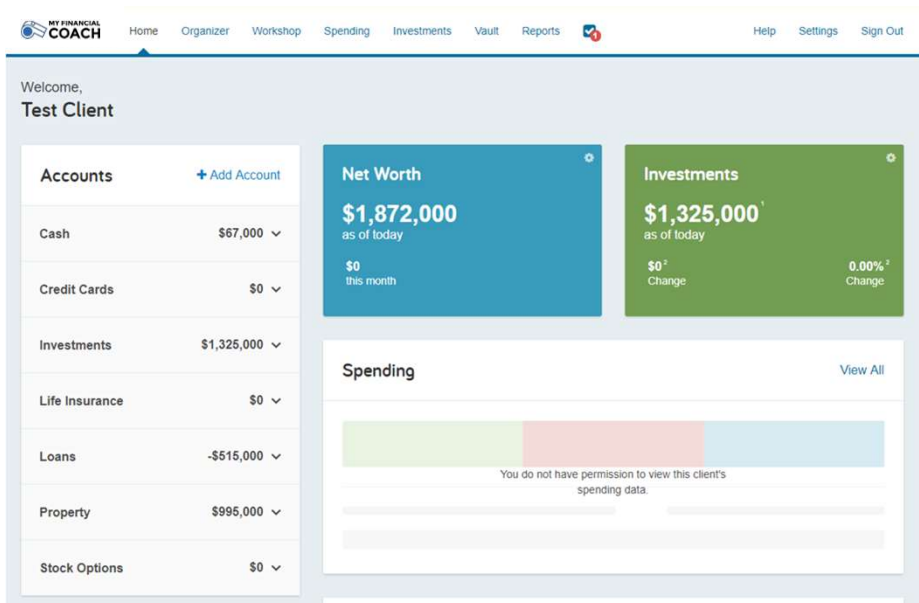 MY FINANCIAL
COACH
Home Organizer Workshop Spending Investments Vault Reports 1 Help Settings Sign Out
Welcome,
Test Client
Accounts + Add Account
Cash $67,000
Credit Cards $0
Investments $1,325,000
Life Insurance $0
Loans -$515,000
Property $995,000
Stock Options $0
Net Worth
$1,872,000
as of today
$0
this month
Investments
$1,325,000 1
as of today
$0 2 0.00% 2
Change Change
Spending View All
You do not have permission to view this client's
spending data.